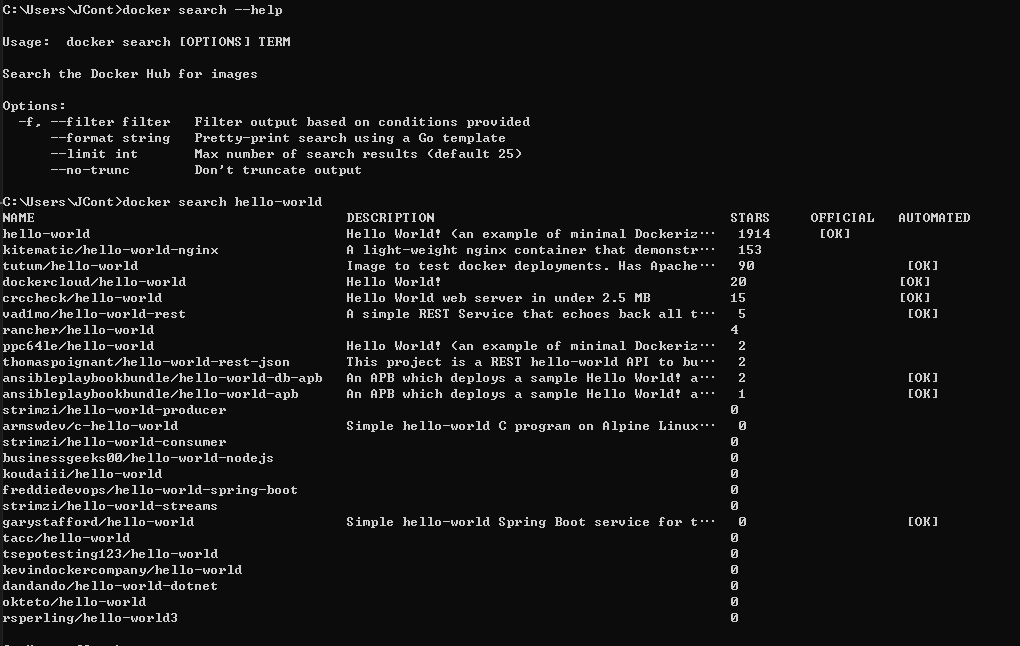 C:\Users\JCont>docker search --help
Usage:  docker search [OPTIONS] TERM
Search the Docker Hub for images
Options:
  -f, --filter filter   Filter output based on conditions provided
      --format string   Pretty-print search using a Go template
      --limit int       Max number of search results (default 25)
      --no-trunc        Don't truncate output
C:\Users\JCont>docker search hello-world
NAME                                       DESCRIPTION                                     STARS     OFFICIAL   AUTOMATED
hello-world                                Hello World! (an example of minimal Dockeriz…   1914      [OK]
kitematic/hello-world-nginx                A light-weight nginx container that demonstr…   153
tutum/hello-world                          Image to test docker deployments. Has Apache…   90                   [OK]
dockercloud/hello-world                    Hello World!                                    20                   [OK]
crccheck/hello-world                       Hello World web server in under 2.5 MB          15                   [OK]
vad1mo/hello-world-rest                    A simple REST Service that echoes back all t…   5                    [OK]
rancher/hello-world                                                                        4
ppc64le/hello-world                        Hello World! (an example of minimal Dockeriz…   2
thomaspoignant/hello-world-rest-json       This project is a REST hello-world API to bu…   2
ansibleplaybookbundle/hello-world-db-apb   An APB which deploys a sample Hello World! a…   2                    [OK]
ansibleplaybookbundle/hello-world-apb      An APB which deploys a sample Hello World! a…   1                    [OK]
strimzi/hello-world-producer                                                               0
armswdev/c-hello-world                     Simple hello-world C program on Alpine Linux…   0
strimzi/hello-world-consumer                                                               0
businessgeeks00/hello-world-nodejs                                                         0
koudaiii/hello-world                                                                       0
freddiedevops/hello-world-spring-boot                                                      0
strimzi/hello-world-streams                                                                0
garystafford/hello-world                   Simple hello-world Spring Boot service for t…   0                    [OK]
tacc/hello-world                                                                           0
tsepotesting123/hello-world                                                                0
kevindockercompany/hello-world                                                             0
dandando/hello-world-dotnet                                                                0
okteto/hello-world                                                                         0
rsperling/hello-world3                                                                     0